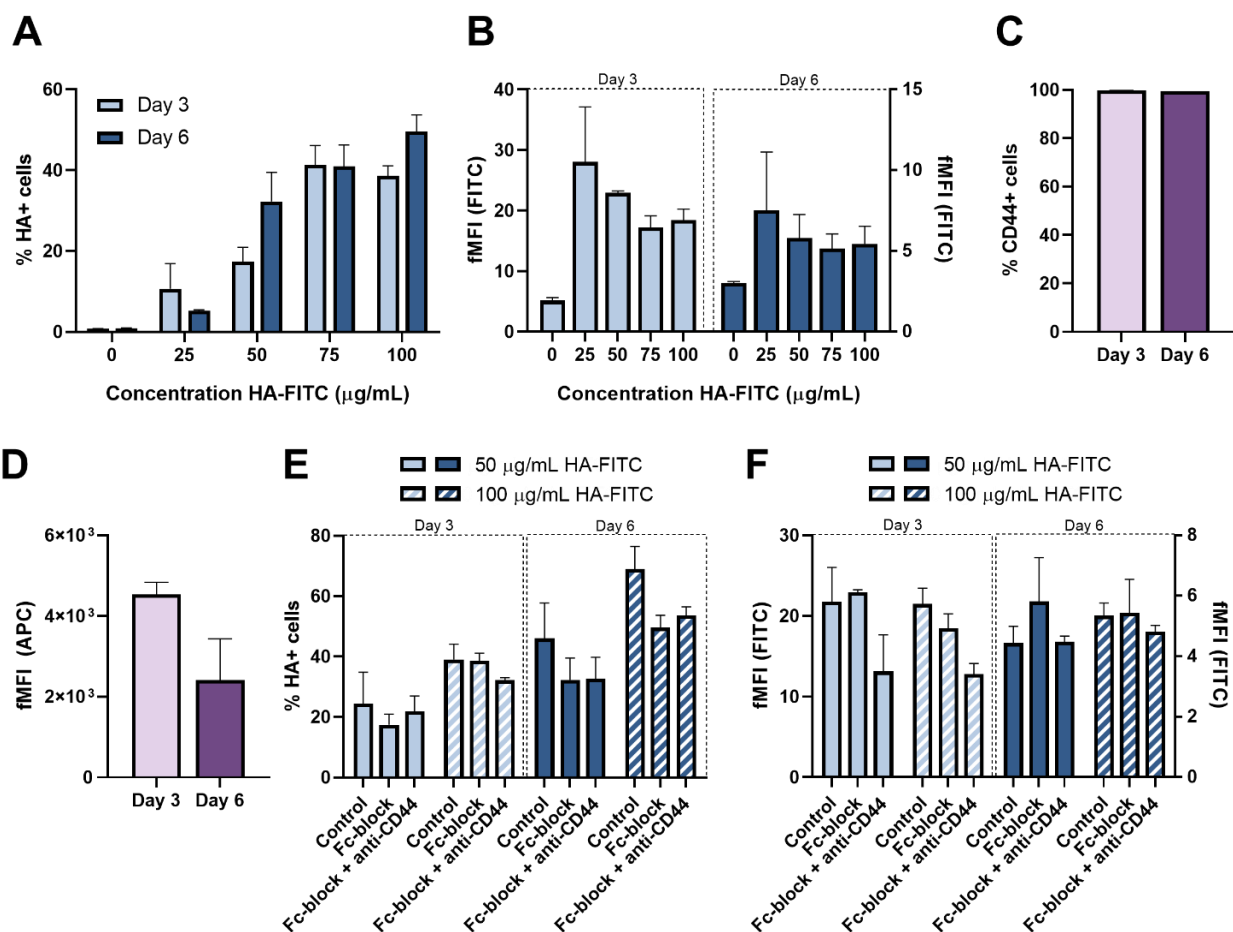 A
60
40
20
0
% HA+ cells
Day 3
Day 6
0 25 50 75 100
Concentration HA-FITC (μg/mL)
B
Day 3 Day 6
40
30
20
10
0
fMFI (FITC)
15
10
5
0
fMFI (FITC)
0 25 50 75 100 0 25 50 75 100
Concentration HA-FITC (μg/mL)
C
100
80
60
40
20
0
% CD44+ cells
Day 3 Day 6
D
6×10³
4×10³
2×10³
0
fMFI (APC)
Day 3 Day 6
E
50 μg/mL HA-FITC
100 μg/mL HA-FITC
Day 3 Day 6
80
60
40
20
0
% HA+ cells
Control
Fc-block
Fc-block + anti-CD44
Control
Fc-block
Fc-block + anti-CD44
Control
Fc-block
Fc-block + anti-CD44
Control
Fc-block
Fc-block + anti-CD44
F
50 μg/mL HA-FITC
100 μg/mL HA-FITC
Day 3 Day 6
30
20
10
0
fMFI (FITC)
8
6
4
2
0
fMFI (FITC)
Control
Fc-block
Fc-block + anti-CD44
Control
Fc-block
Fc-block + anti-CD44
Control
Fc-block
Fc-block + anti-CD44
Control
Fc-block
Fc-block + anti-CD44